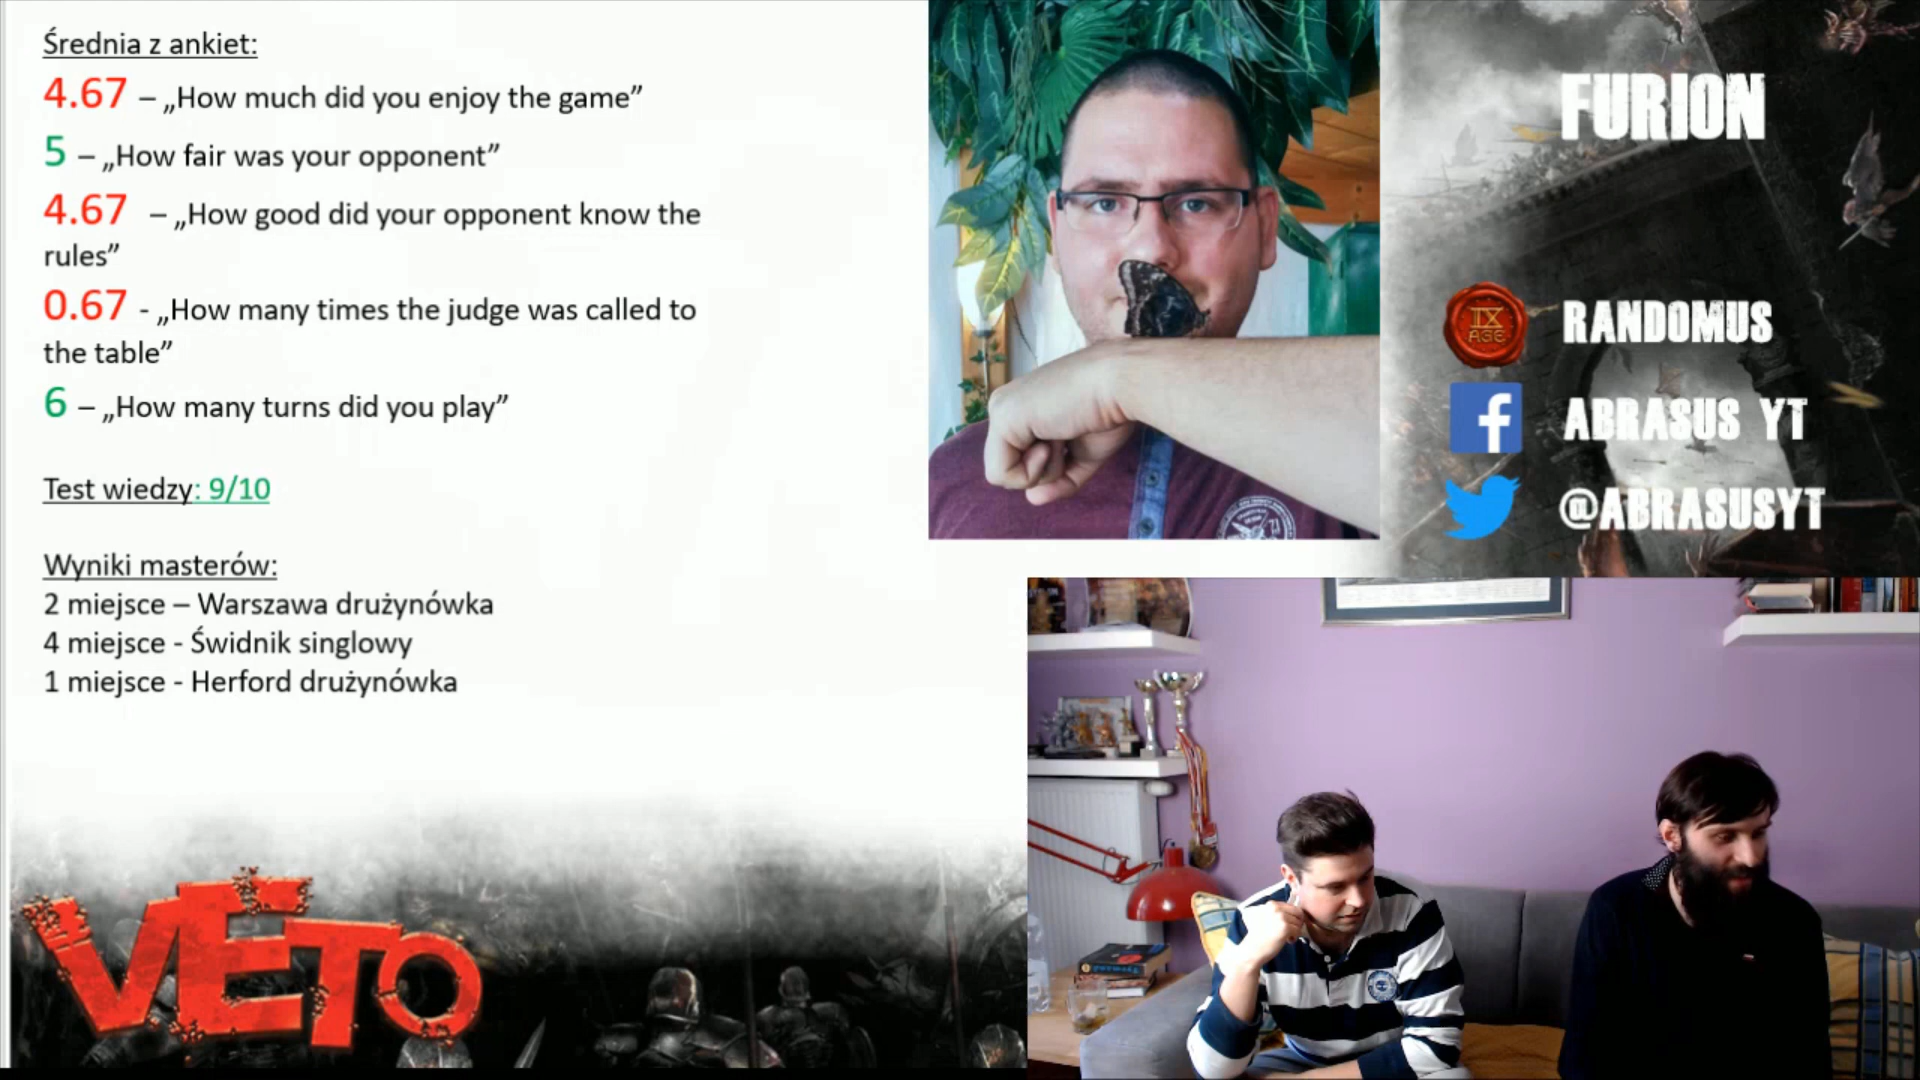 Średnia z ankiet:
4.67 – „How much did you enjoy the game”
5 – „How fair was your opponent”
4.67 – „How good did your opponent know the
rules”
0.67 - „How many times the judge was called to
the table”
6 – „How many turns did you play”
Test wiedzy: 9/10
Wyniki masterów:
2 miejsce – Warszawa drużynówka
4 miejsce - Świdnik singlowy
1 miejsce - Herford drużynówka
VETO
FURION
IX
AGE
RANDOMUS
f
ABRASUS YT
@ABRASUSYT